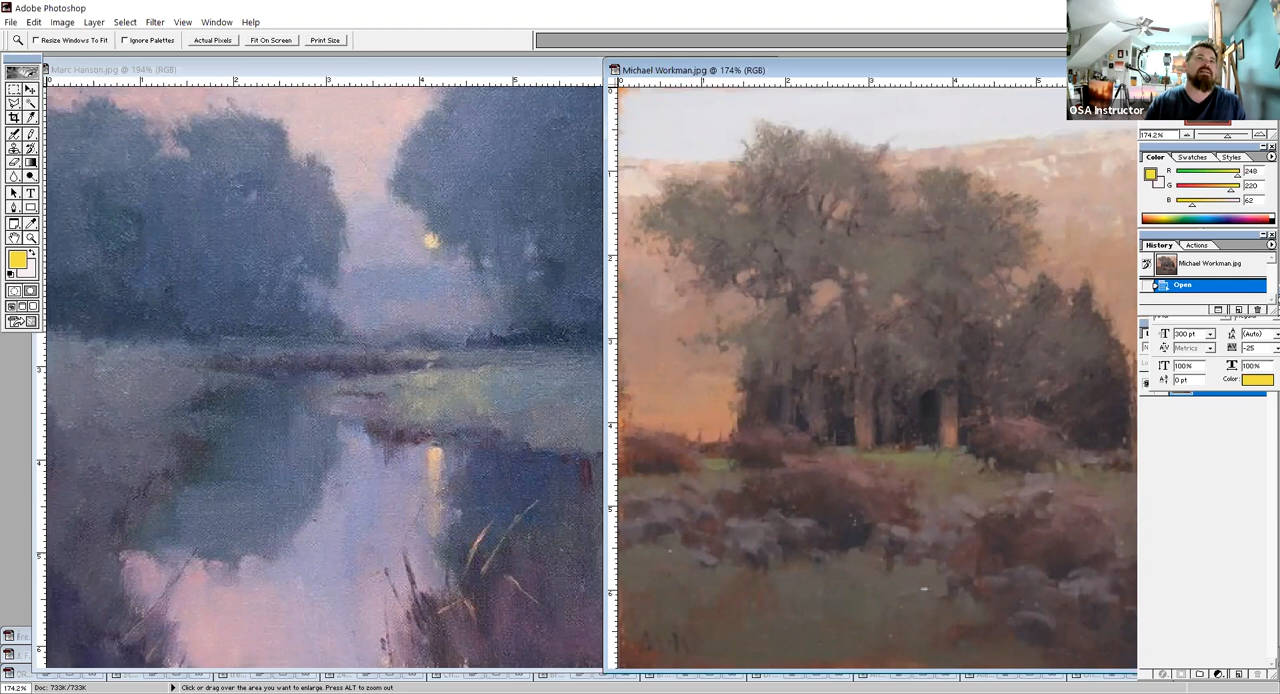 Adobe Photoshop
File Edit Image Layer Select Filter View Window Help
Resize Windows To Fit Ignore Palettes Actual Pixels Fit On Screen Print Size
Marc Hanson.jpg @ 194% (RGB)
Michael Workman.jpg @ 174% (RGB)
OSA Instructor
174.2%
Color Swatches Styles
R 248
G 220
B 62
History Actions
Michael Workman.jpg
Open
300 pt (Auto)
Metrics -25
100% 100%
0 pt Color:
174.2% Doc: 733K/733K Click or drag over the area you want to enlarge. Press ALT to zoom out